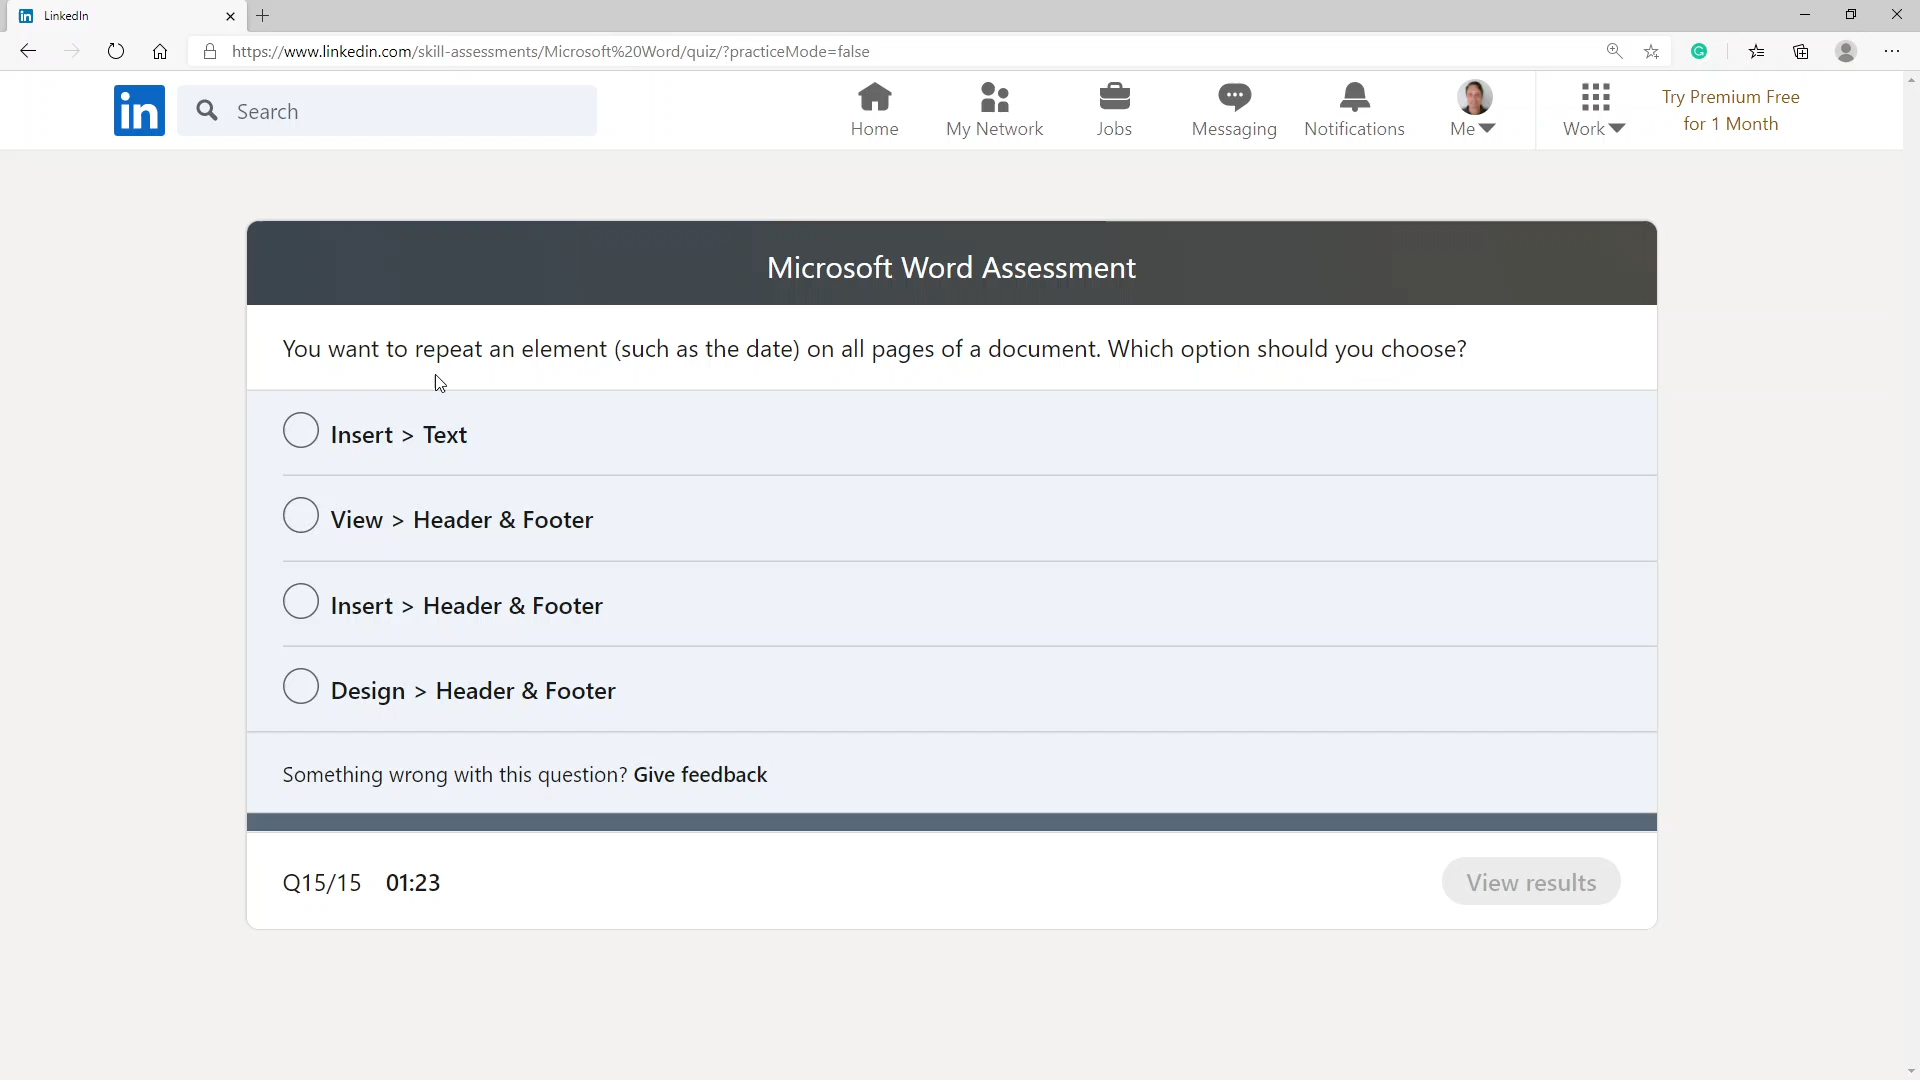 LinkedIn
https://www.linkedin.com/skill-assessments/Microsoft%20Word/quiz/?practiceMode=false
in
Search
Home
My Network
Jobs
Messaging
Notifications
Me
Work
Try Premium Free
for 1 Month
Microsoft Word Assessment
You want to repeat an element (such as the date) on all pages of a document. Which option should you choose?
Insert > Text
View > Header & Footer
Insert > Header & Footer
Design > Header & Footer
Something wrong with this question? Give feedback
Q15/15 01:23
View results